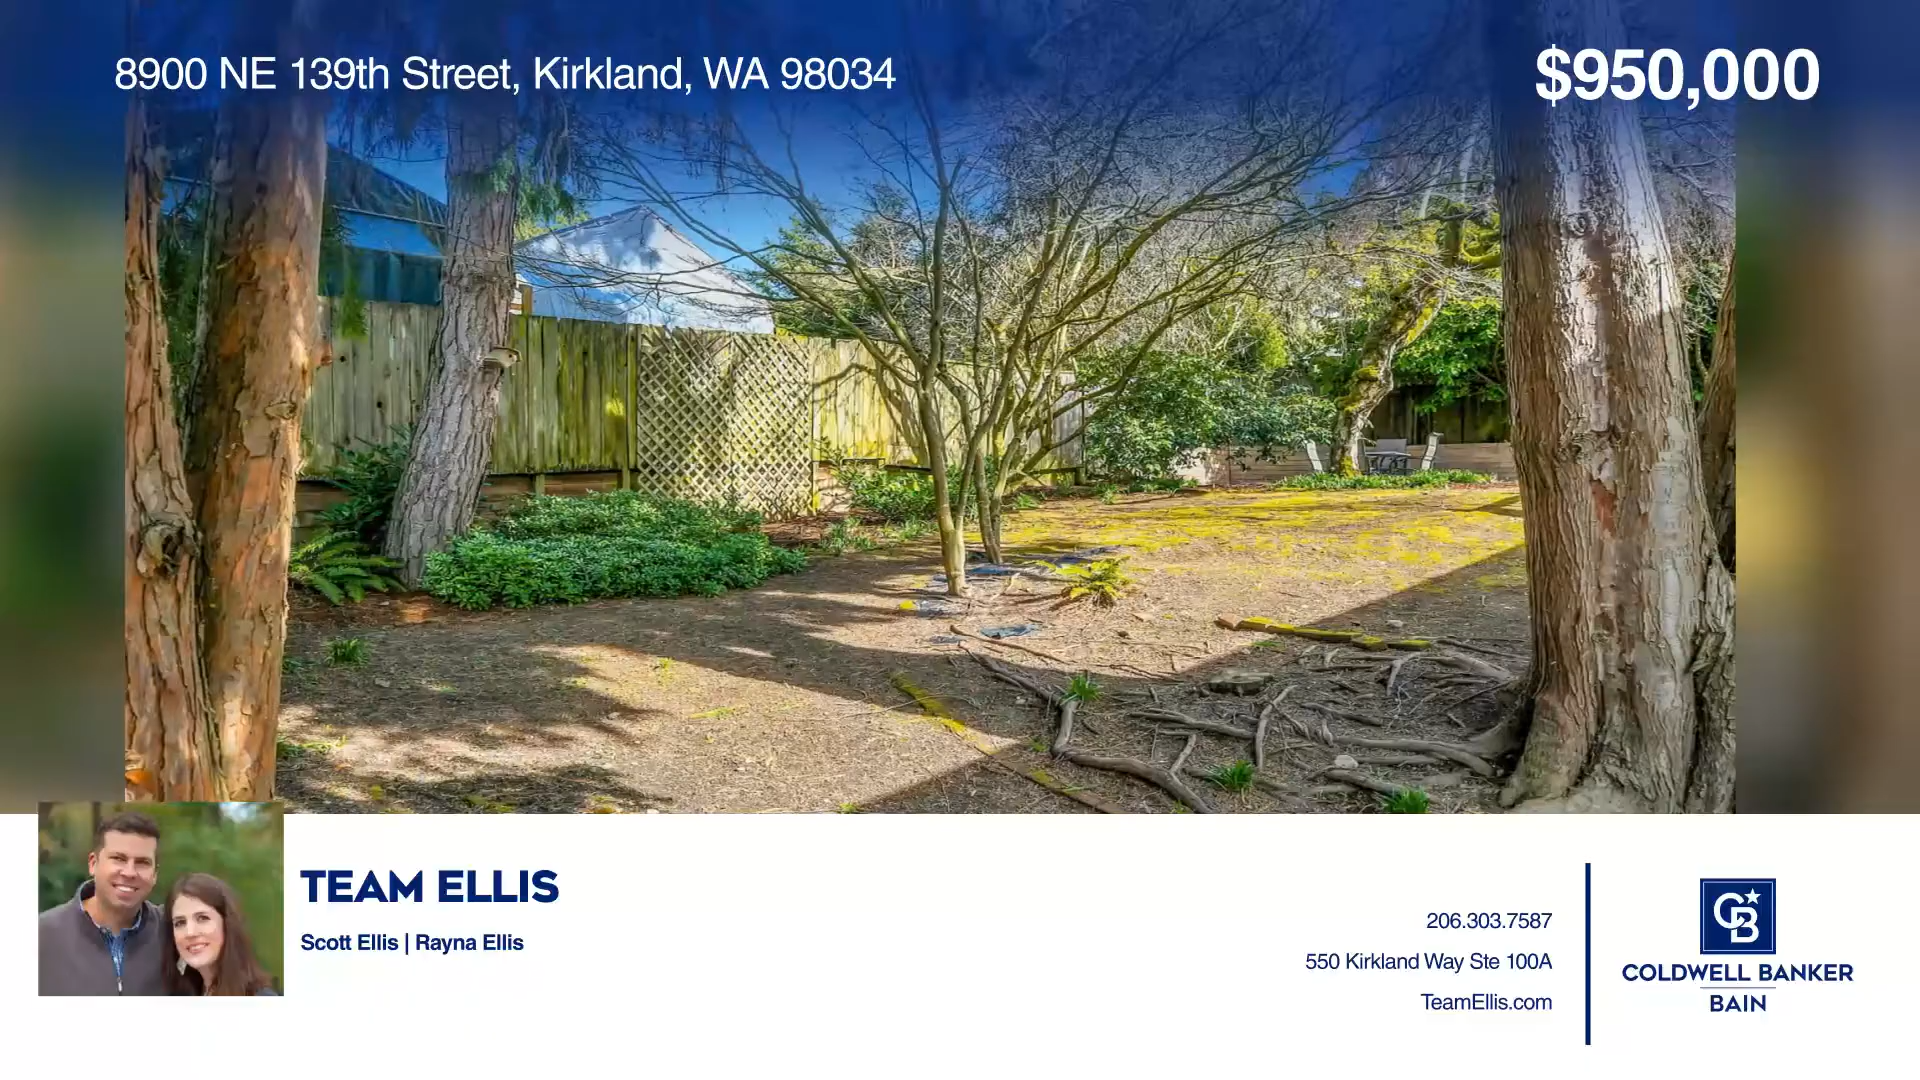 8900 NE 139th Street, Kirkland, WA 98034
$950,000
TEAM ELLIS
Scott Ellis | Rayna Ellis
206.303.7587
550 Kirkland Way Ste 100A
TeamEllis.com
CB
COLDWELL BANKER
BAIN